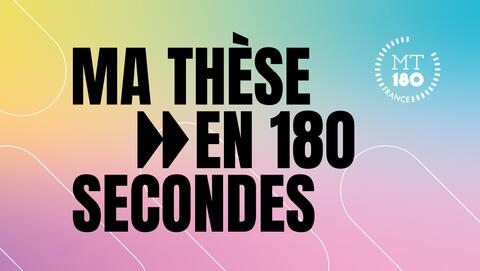 MA THÈSE
EN 180
SECONDES
MT
180
FRANCE